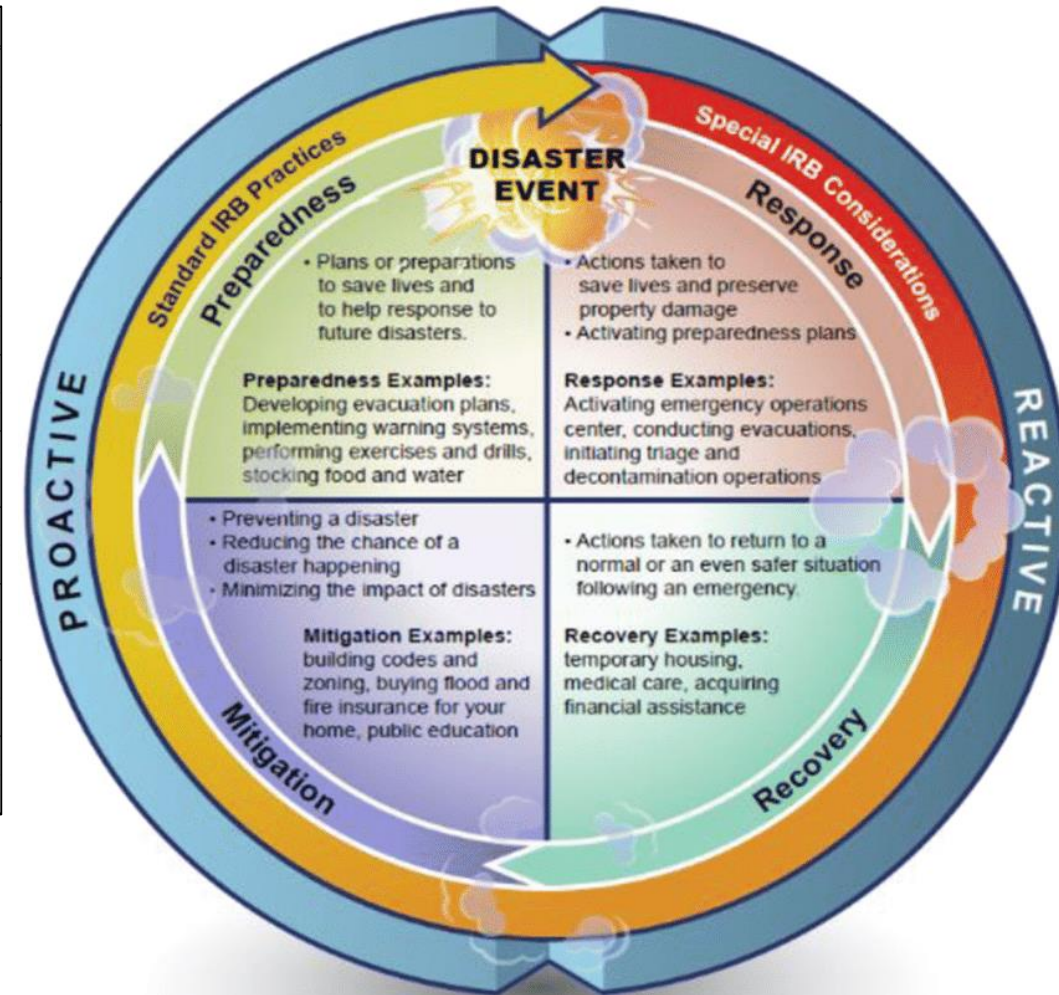 PROACTIVE
REACTIVE
Standard IRB Practices
Special IRB Considerations
DISASTER
EVENT
Preparedness
• Plans or preparations
to save lives and
to help response to
future disasters.
Preparedness Examples:
Developing evacuation plans,
implementing warning systems,
performing exercises and drills,
stocking food and water
Response
• Actions taken to
save lives and preserve
property damage
• Activating preparedness plans
Response Examples:
Activating emergency operations
center, conducting evacuations,
initiating triage and
decontamination operations
• Preventing a disaster
• Reducing the chance of a
disaster happening
• Minimizing the impact of disasters
Mitigation Examples:
building codes and
zoning, buying flood and
fire insurance for your
home, public education
Mitigation
• Actions taken to return to a
normal or an even safer situation
following an emergency.
Recovery Examples:
temporary housing,
medical care, acquiring
financial assistance
Recovery